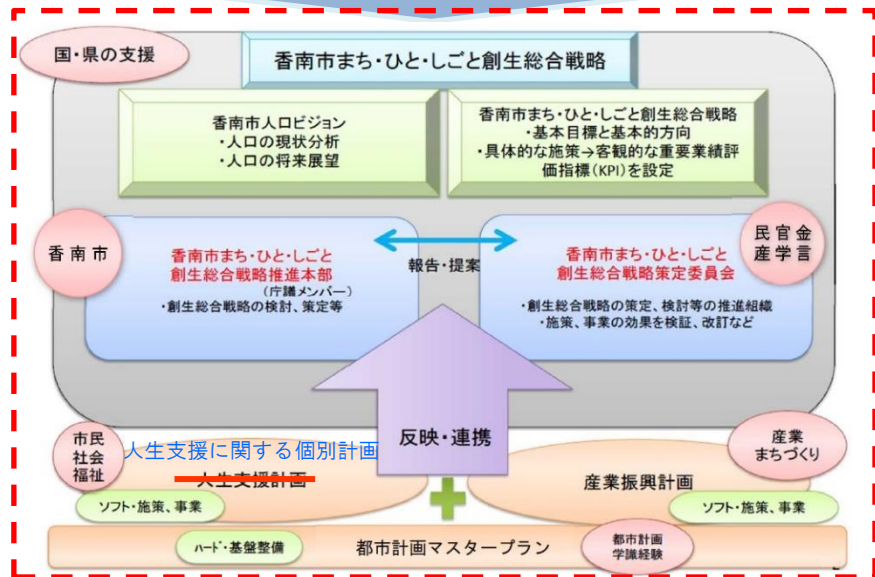 国・県の支援
香南市まち・ひと・しごと創生総合戦略
香南市人口ビジョン
・人口の現状分析
・人口の将来展望
香南市まち・ひと・しごと創生総合戦略
・基本目標と基本的方向
・具体的な施策→客観的な重要業績評
価指標(KPI)を設定
香南市
香南市まち・ひと・しごと
創生総合戦略推進本部
(庁議メンバー)
・創生総合戦略の検討、策定等
報告・提案
民官金
産学言
香南市まち・ひと・しごと
創生総合戦略策定委員会
・創生総合戦略の策定、検討等の推進組織
・施策、事業の効果を検証、改訂など
市民
社会
福祉
人生支援に関する個別計画
人生支援計画
ソフト・施策、事業
反映・連携
産業
まちづくり
産業振興計画
ソフト・施策、事業
ハード・基盤整備
都市計画マスタープラン
都市計画
学識経験